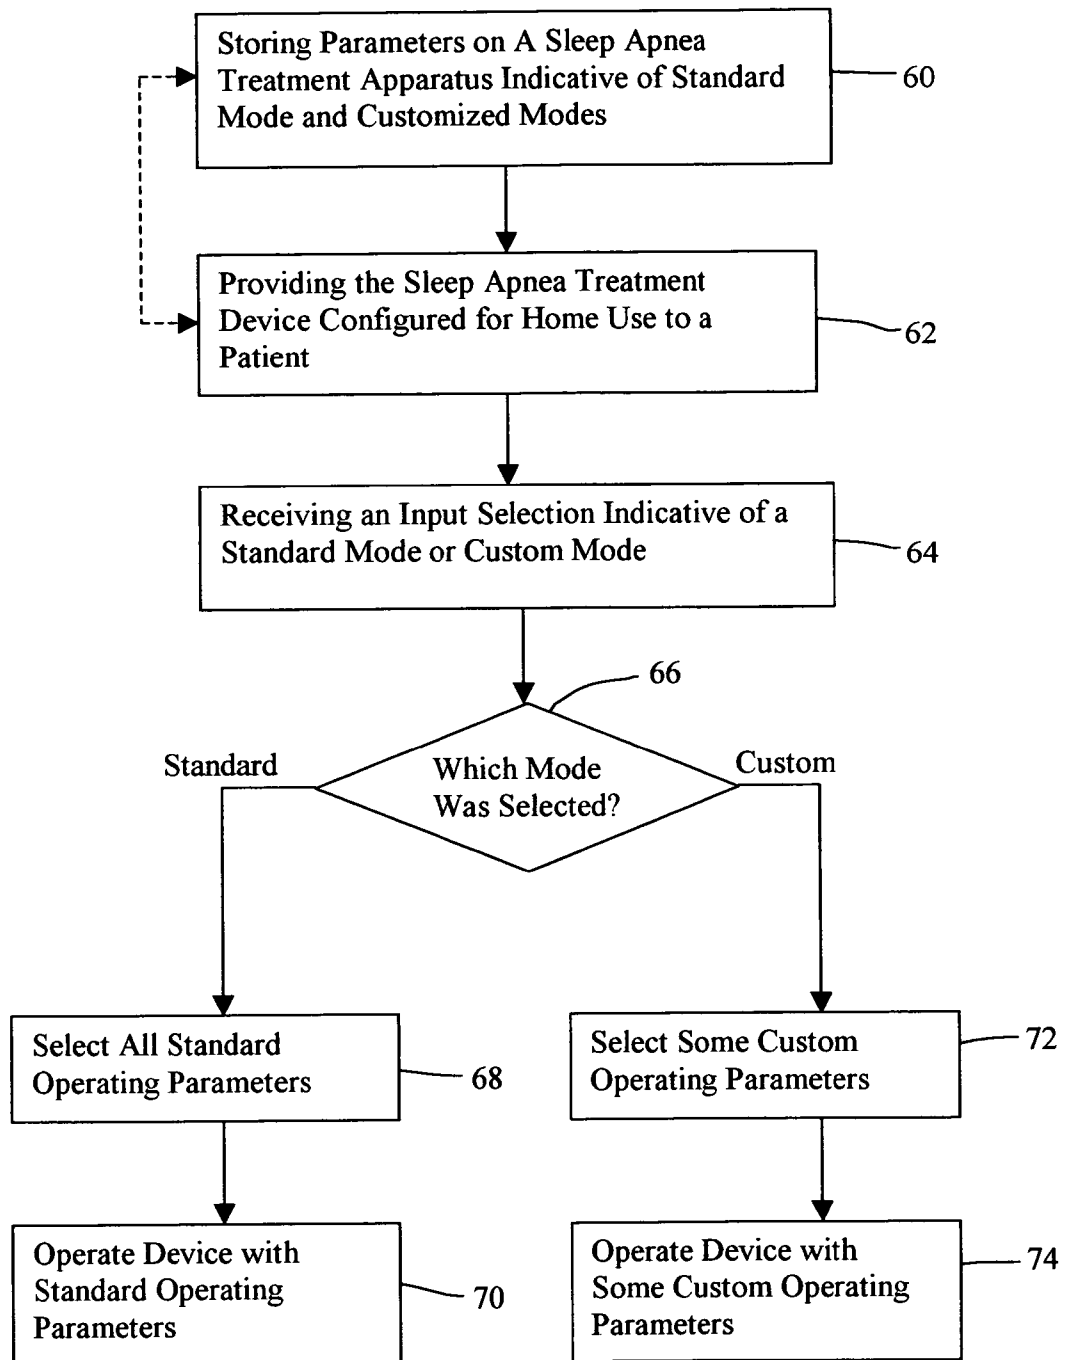 Storing Parameters on A Sleep Apnea
Treatment Apparatus Indicative of Standard
Mode and Customized Modes
60
Providing the Sleep Apnea Treatment
Device Configured for Home Use to a
Patient
62
Receiving an Input Selection Indicative of a
Standard Mode or Custom Mode
64
66
Standard
Which Mode
Was Selected?
Custom
Select All Standard
Operating Parameters
68
Select Some Custom
Operating Parameters
72
Operate Device with
Standard Operating
Parameters
70
Operate Device with
Some Custom Operating
Parameters
74